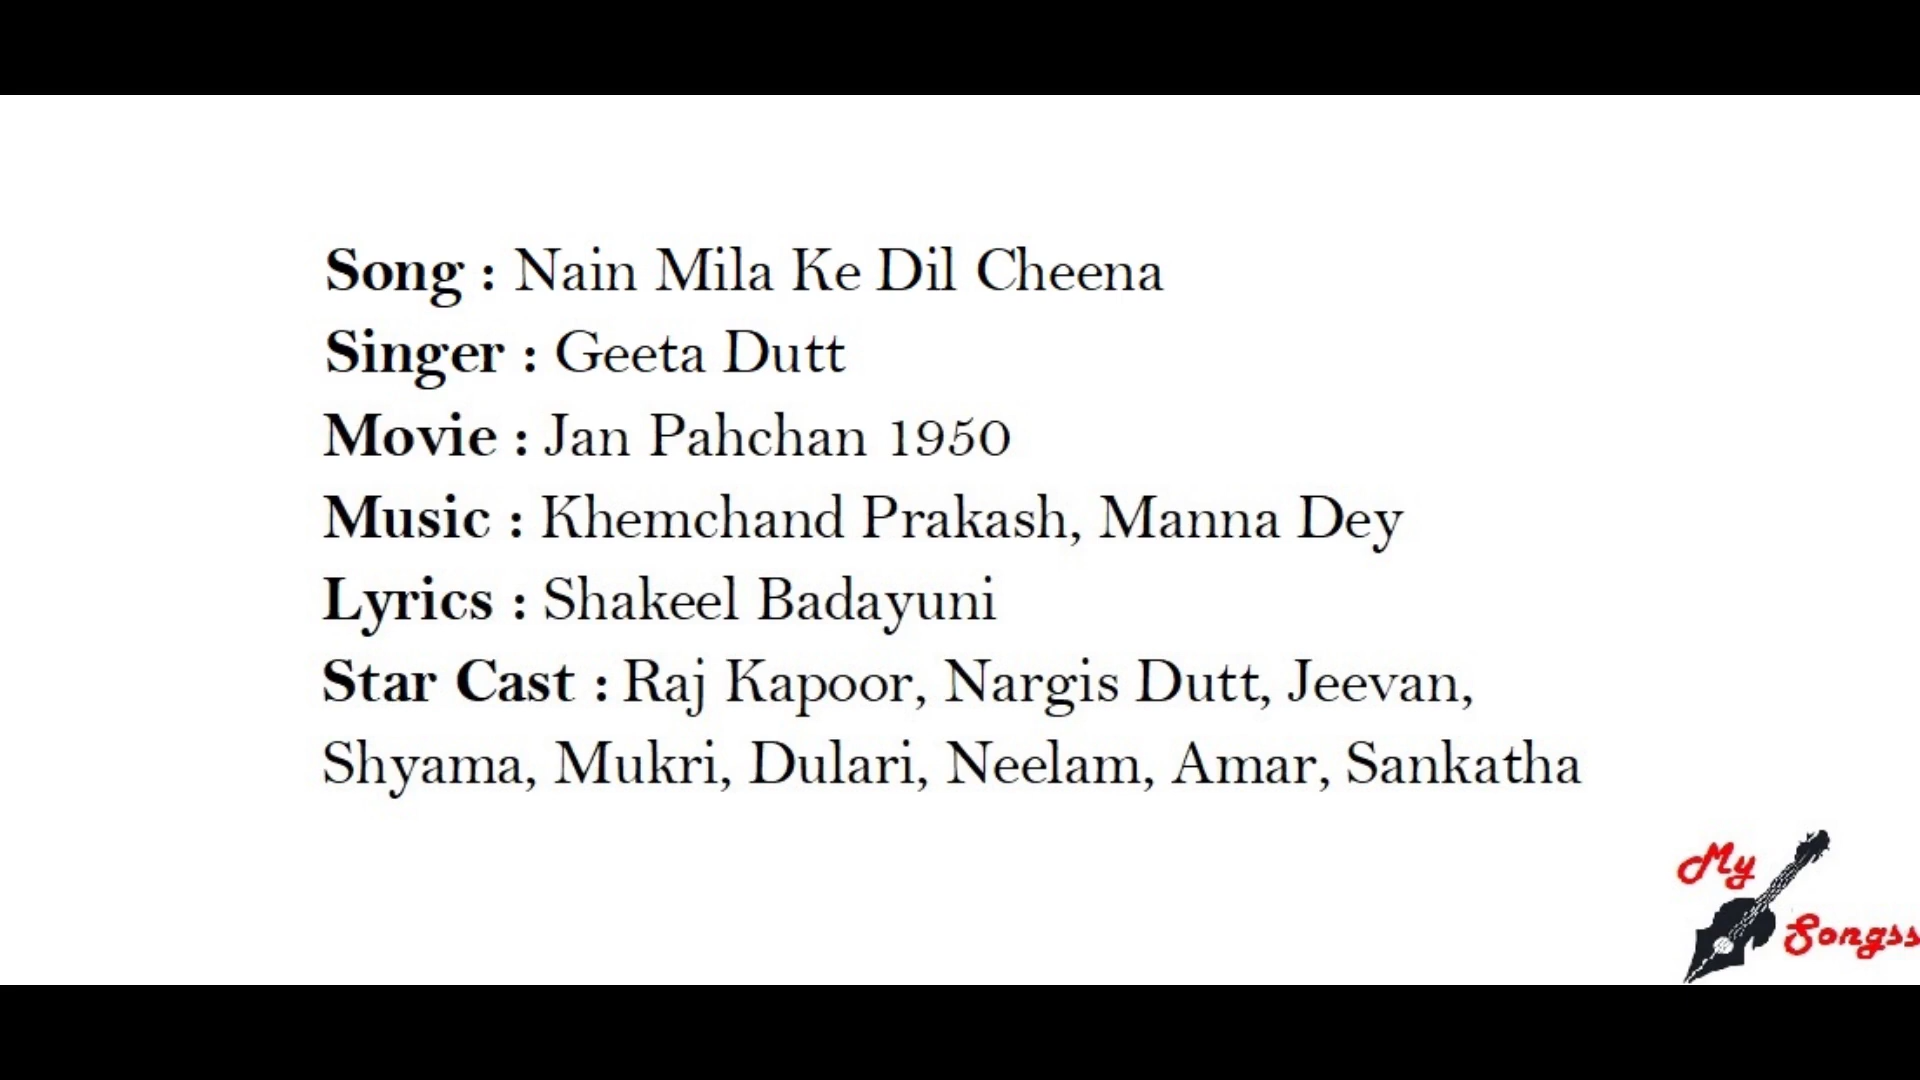 Song : Nain Mila Ke Dil Cheena
Singer : Geeta Dutt
Movie : Jan Pahchan 1950
Music : Khemchand Prakash, Manna Dey
Lyrics : Shakeel Badayuni
Star Cast : Raj Kapoor, Nargis Dutt, Jeevan,
Shyama, Mukri, Dulari, Neelam, Amar, Sankatha
My
Songss